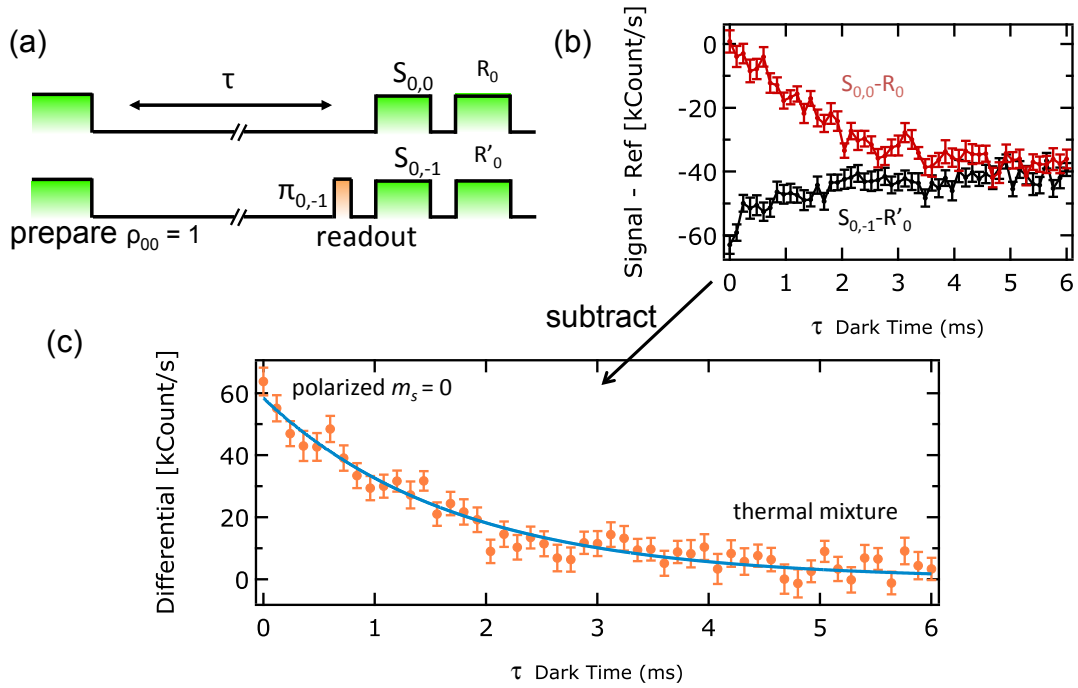 (a)
τ
S0,0
R0
S0,-1
R'0
π0,-1
prepare ρ00 = 1
readout
(b)
Signal - Ref [kCount/s]
0
-20
-40
-60
S0,0-R0
S0,-1-R'0
0 1 2 3 4 5 6
τ Dark Time (ms)
subtract
(c)
Differential [kCount/s]
60
40
20
0
polarized ms = 0
thermal mixture
0 1 2 3 4 5 6
τ Dark Time (ms)